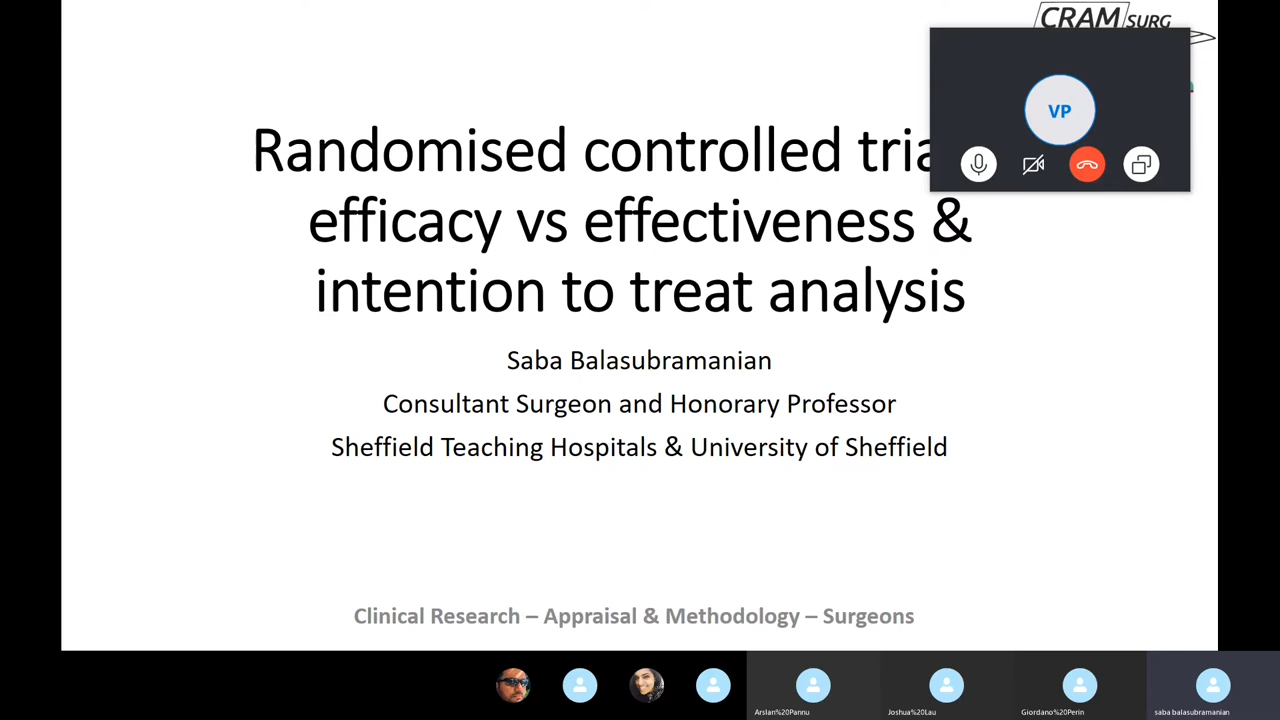 CRAM SURG
VP
Randomised controlled
efficacy vs effectiveness &
intention to treat analysis
Saba Balasubramanian
Consultant Surgeon and Honorary Professor
Sheffield Teaching Hospitals & University of Sheffield
Clinical Research – Appraisal & Methodology – Surgeons
Arslan%20Pannu
Joshua%20Lau
Giordano%20Perin
saba balasubramanian